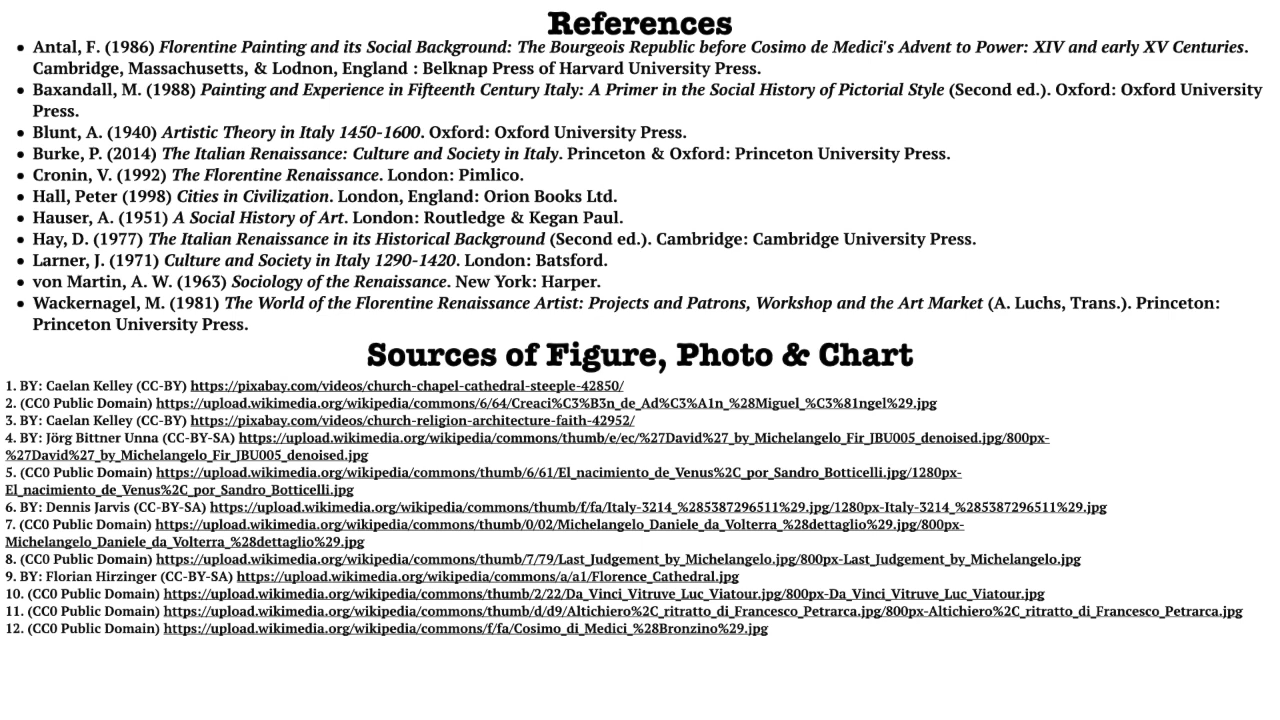 References
• Antal, F. (1986) Florentine Painting and its Social Background: The Bourgeois Republic before Cosimo de Medici's Advent to Power: XIV and early XV Centuries.
Cambridge, Massachusetts, & Lodnon, England : Belknap Press of Harvard University Press.
• Baxandall, M. (1988) Painting and Experience in Fifteenth Century Italy: A Primer in the Social History of Pictorial Style (Second ed.). Oxford: Oxford University
Press.
• Blunt, A. (1940) Artistic Theory in Italy 1450-1600. Oxford: Oxford University Press.
• Burke, P. (2014) The Italian Renaissance: Culture and Society in Italy. Princeton & Oxford: Princeton University Press.
• Cronin, V. (1992) The Florentine Renaissance. London: Pimlico.
• Hall, Peter (1998) Cities in Civilization. London, England: Orion Books Ltd.
• Hauser, A. (1951) A Social History of Art. London: Routledge & Kegan Paul.
• Hay, D. (1977) The Italian Renaissance in its Historical Background (Second ed.). Cambridge: Cambridge University Press.
• Larner, J. (1971) Culture and Society in Italy 1290-1420. London: Batsford.
• von Martin, A. W. (1963) Sociology of the Renaissance. New York: Harper.
• Wackernagel, M. (1981) The World of the Florentine Renaissance Artist: Projects and Patrons, Workshop and the Art Market (A. Luchs, Trans.). Princeton:
Princeton University Press.
Sources of Figure, Photo & Chart
1. BY: Caelan Kelley (CC-BY) https://pixabay.com/videos/church-chapel-cathedral-steeple-42850/
2. (CC0 Public Domain) https://upload.wikimedia.org/wikipedia/commons/6/64/Creaci%C3%B3n_de_Ad%C3%A1n_%28Miguel_%C3%81ngel%29.jpg
3. BY: Caelan Kelley (CC-BY) https://pixabay.com/videos/church-religion-architecture-faith-42952/
4. BY: Jörg Bittner Unna (CC-BY-SA) https://upload.wikimedia.org/wikipedia/commons/thumb/e/ec/%27David%27_by_Michelangelo_Fir_JBU005_denoised.jpg/800px-
%27David%27_by_Michelangelo_Fir_JBU005_denoised.jpg
5. (CC0 Public Domain) https://upload.wikimedia.org/wikipedia/commons/thumb/6/61/El_nacimiento_de_Venus%2C_por_Sandro_Botticelli.jpg/1280px-
El_nacimiento_de_Venus%2C_por_Sandro_Botticelli.jpg
6. BY: Dennis Jarvis (CC-BY-SA) https://upload.wikimedia.org/wikipedia/commons/thumb/f/fa/Italy-3214_%285387296511%29.jpg/1280px-Italy-3214_%285387296511%29.jpg
7. (CC0 Public Domain) https://upload.wikimedia.org/wikipedia/commons/thumb/0/02/Michelangelo_Daniele_da_Volterra_%28dettaglio%29.jpg/800px-
Michelangelo_Daniele_da_Volterra_%28dettaglio%29.jpg
8. (CC0 Public Domain) https://upload.wikimedia.org/wikipedia/commons/thumb/7/79/Last_Judgement_by_Michelangelo.jpg/800px-Last_Judgement_by_Michelangelo.jpg
9. BY: Florian Hirzinger (CC-BY-SA) https://upload.wikimedia.org/wikipedia/commons/a/a1/Florence_Cathedral.jpg
10. (CC0 Public Domain) https://upload.wikimedia.org/wikipedia/commons/thumb/2/22/Da_Vinci_Vitruve_Luc_Viatour.jpg/800px-Da_Vinci_Vitruve_Luc_Viatour.jpg
11. (CC0 Public Domain) https://upload.wikimedia.org/wikipedia/commons/thumb/d/d9/Altichiero%2C_ritratto_di_Francesco_Petrarca.jpg/800px-Altichiero%2C_ritratto_di_Francesco_Petrarca.jpg
12. (CC0 Public Domain) https://upload.wikimedia.org/wikipedia/commons/f/fa/Cosimo_di_Medici_%28Bronzino%29.jpg